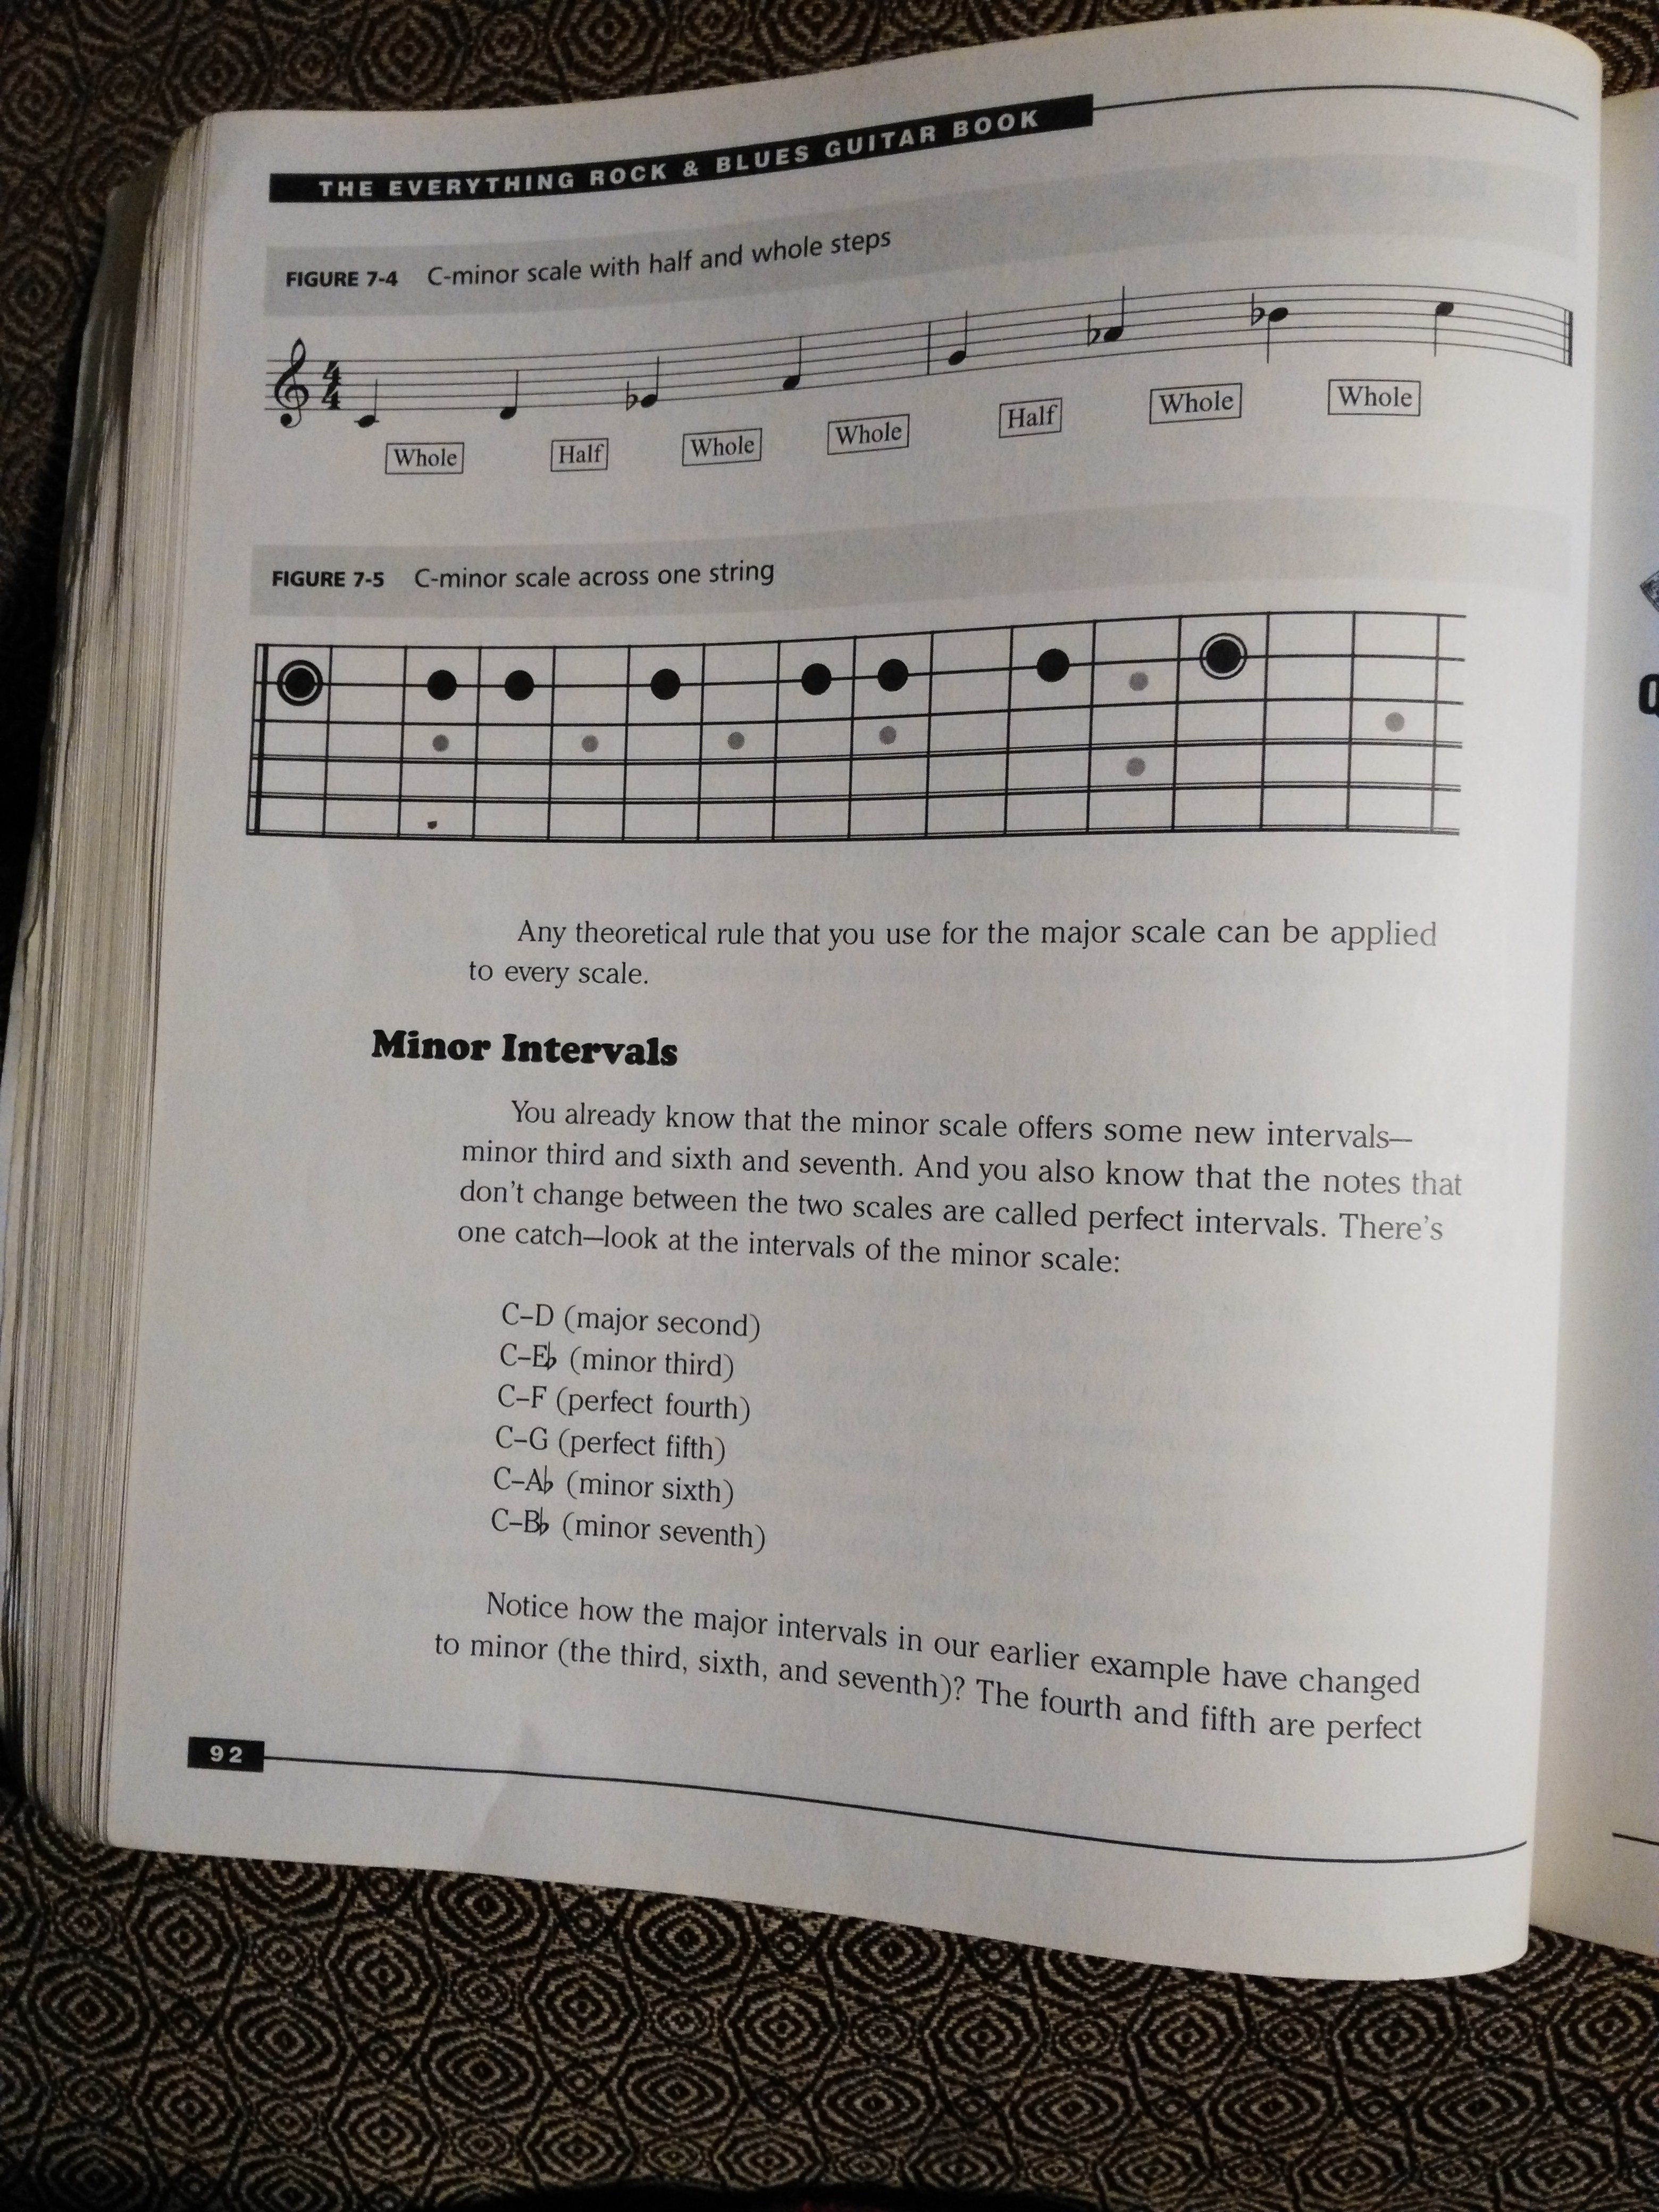 THE EVERYTHING ROCK & BLUES GUITAR BOOK
FIGURE 7-4 C-minor scale with half and whole steps
4
4
Whole Half Whole Whole Half Whole Whole
FIGURE 7-5 C-minor scale across one string
Any theoretical rule that you use for the major scale can be applied
to every scale.
Minor Intervals
You already know that the minor scale offers some new intervals—
minor third and sixth and seventh. And you also know that the notes that
don't change between the two scales are called perfect intervals. There's
one catch—look at the intervals of the minor scale:
C–D (major second)
C–E♭ (minor third)
C–F (perfect fourth)
C–G (perfect fifth)
C–A♭ (minor sixth)
C–B♭ (minor seventh)
Notice how the major intervals in our earlier example have changed
to minor (the third, sixth, and seventh)? The fourth and fifth are perfect
92